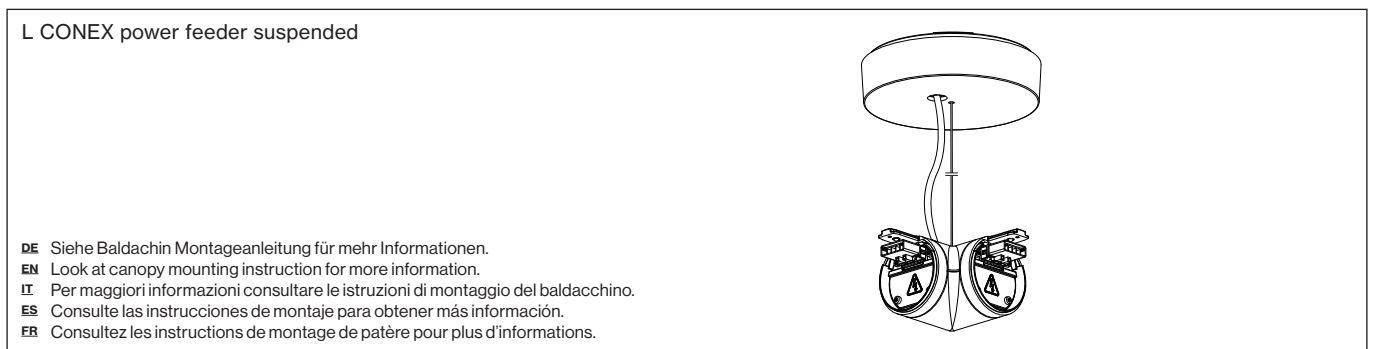 L CONEX power feeder suspended
DE Siehe Baldachin Montageanleitung für mehr Informationen.
EN Look at canopy mounting instruction for more information.
IT Per maggiori informazioni consultare le istruzioni di montaggio del baldacchino.
ES Consulte las instrucciones de montaje para obtener más información.
FR Consultez les instructions de montage de patère pour plus d'informations.